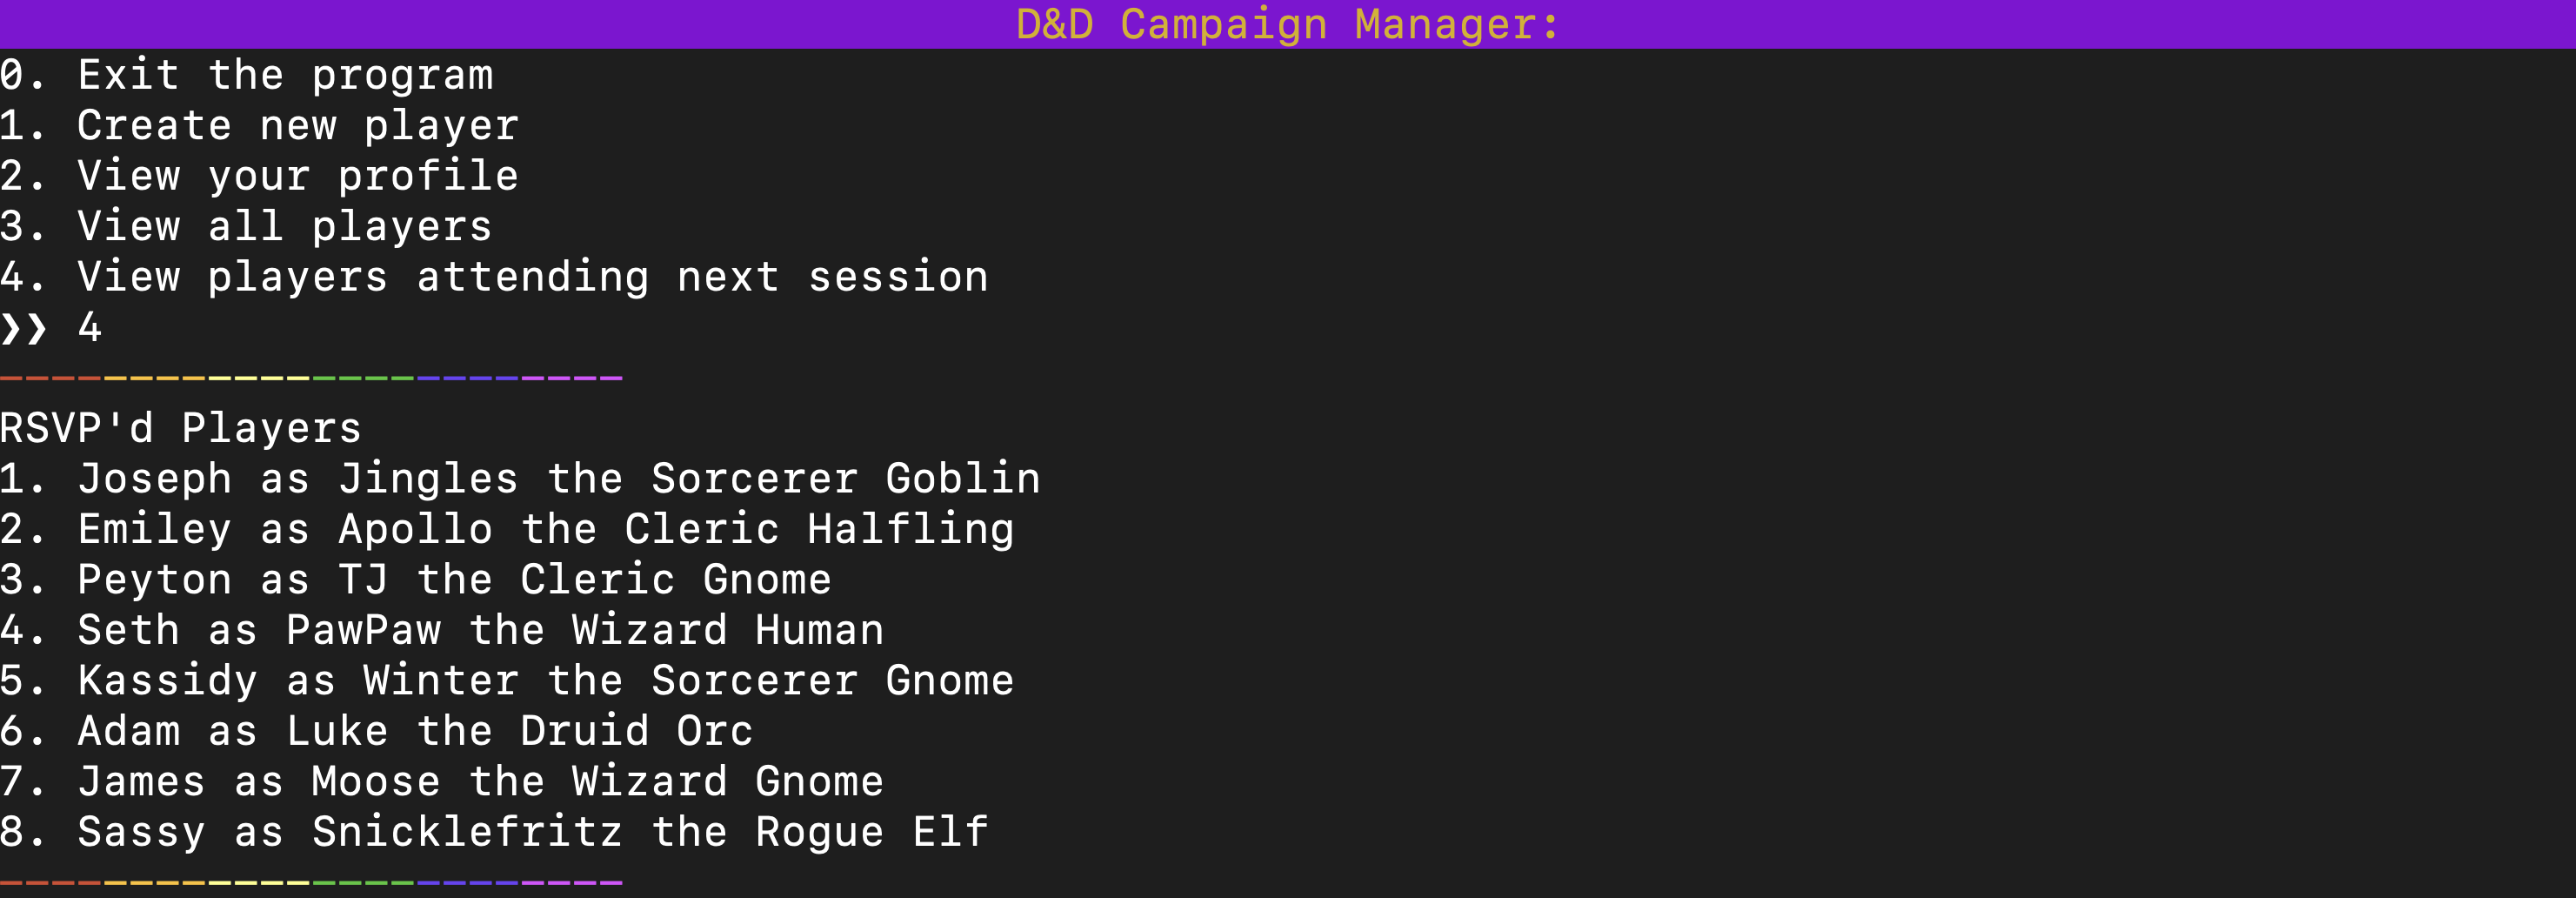 D&D Campaign Manager:
0. Exit the program
1. Create new player
2. View your profile
3. View all players
4. View players attending next session
❯❯ 4
------------------------
RSVP'd Players
1. Joseph as Jingles the Sorcerer Goblin
2. Emiley as Apollo the Cleric Halfling
3. Peyton as TJ the Cleric Gnome
4. Seth as PawPaw the Wizard Human
5. Kassidy as Winter the Sorcerer Gnome
6. Adam as Luke the Druid Orc
7. James as Moose the Wizard Gnome
8. Sassy as Snicklefritz the Rogue Elf
------------------------